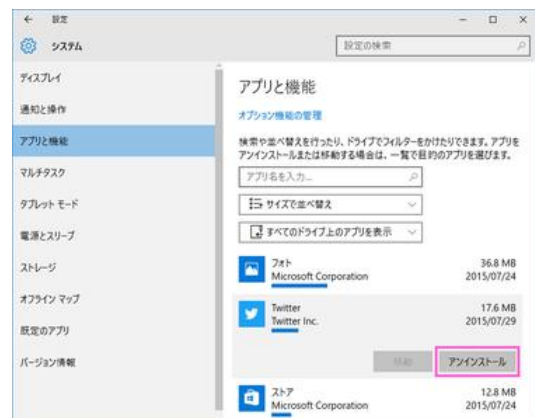 ← 設定
システム
設定の検索
ディスプレイ
通知と操作
アプリと機能
マルチタスク
タブレット モード
電源とスリープ
ストレージ
オフライン マップ
既定のアプリ
バージョン情報
アプリと機能
オプション機能の管理
検索や並べ替えを行ったり、ドライブでフィルターをかけたりできます。アプリを
アンインストールまたは移動する場合は、一覧で目的のアプリを選びます。
アプリ名を入力...
サイズで並べ替え
すべてのドライブ上のアプリを表示
フォト 36.8 MB
Microsoft Corporation 2015/07/24
Twitter 17.6 MB
Twitter Inc. 2015/07/29
移動 アンインストール
ストア 12.8 MB
Microsoft Corporation 2015/07/24